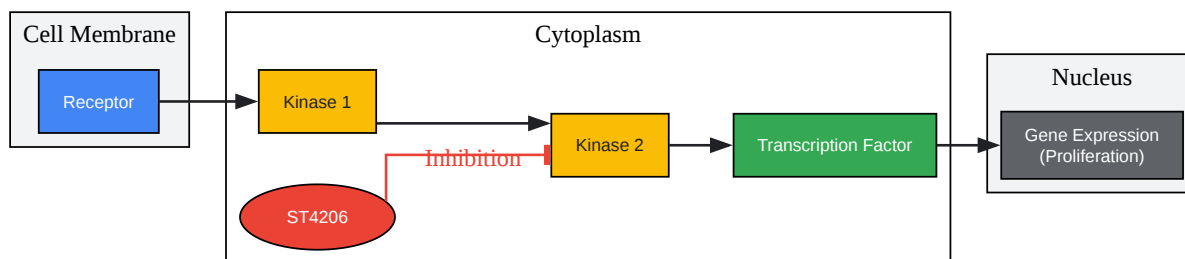 Cell Membrane
Receptor
Cytoplasm
Kinase 1
Inhibition
ST4206
Kinase 2
Transcription Factor
Nucleus
Gene Expression
(Proliferation)